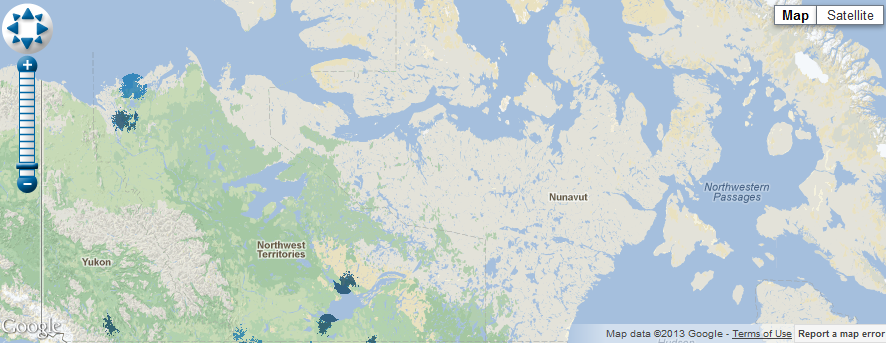 Map
Satellite
+
Northwestern
Passages
Nunavut
Northwest
Territories
Yukon
−
Google
Map data ©2013 Google - Terms of Use
Report a map error
Hudson